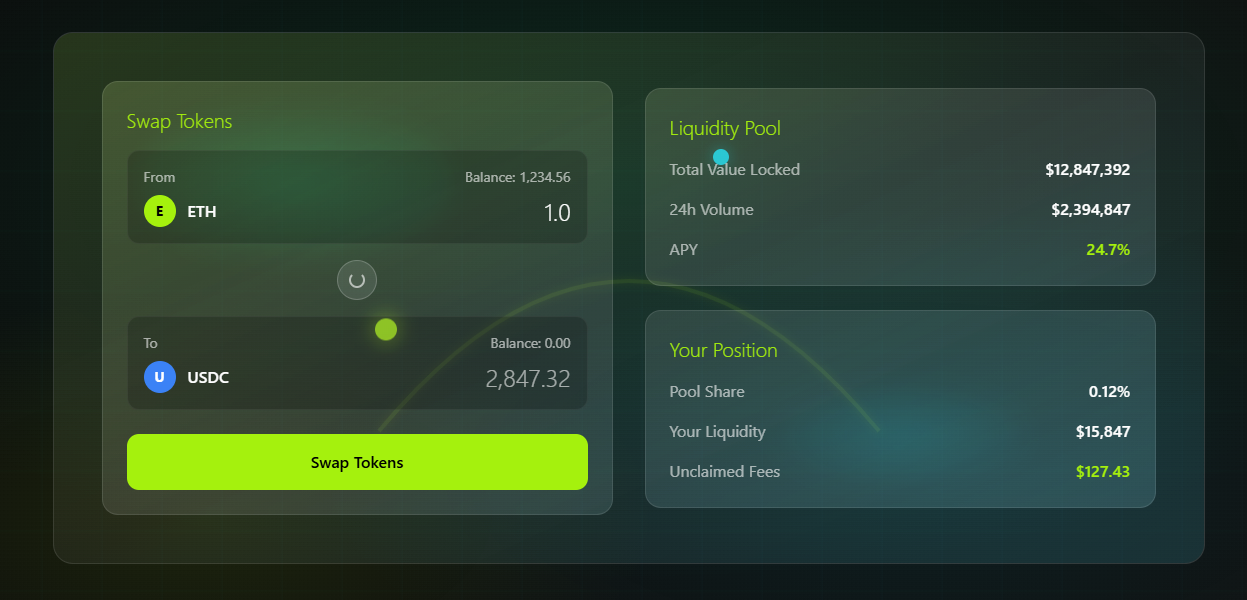 Swap Tokens
From Balance: 1,234.56
E ETH 1.0
To Balance: 0.00
U USDC 2,847.32
Swap Tokens
Liquidity Pool
Total Value Locked $12,847,392
24h Volume $2,394,847
APY 24.7%
Your Position
Pool Share 0.12%
Your Liquidity $15,847
Unclaimed Fees $127.43